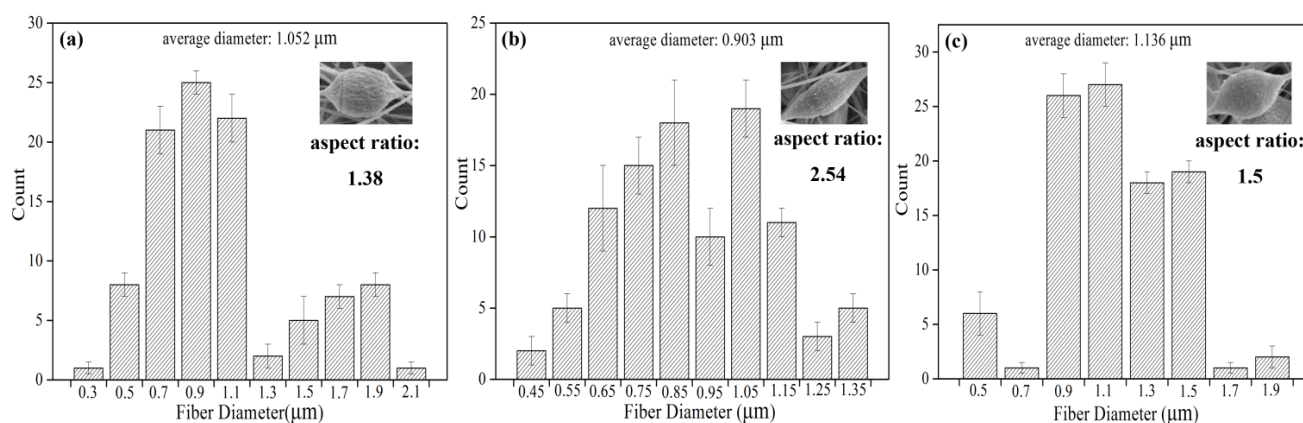 (a)
average diameter: 1.052 μm
aspect ratio:
1.38
Count
30
25
20
15
10
5
0
0.3 0.5 0.7 0.9 1.1 1.3 1.5 1.7 1.9 2.1
Fiber Diameter(μm)
(b)
average diameter: 0.903 μm
aspect ratio:
2.54
Count
25
20
15
10
5
0
0.45 0.55 0.65 0.75 0.85 0.95 1.05 1.15 1.25 1.35
Fiber Diameter(μm)
(c)
average diameter: 1.136 μm
aspect ratio:
1.5
Count
30
25
20
15
10
5
0
0.5 0.7 0.9 1.1 1.3 1.5 1.7 1.9
Fiber Diameter(μm)